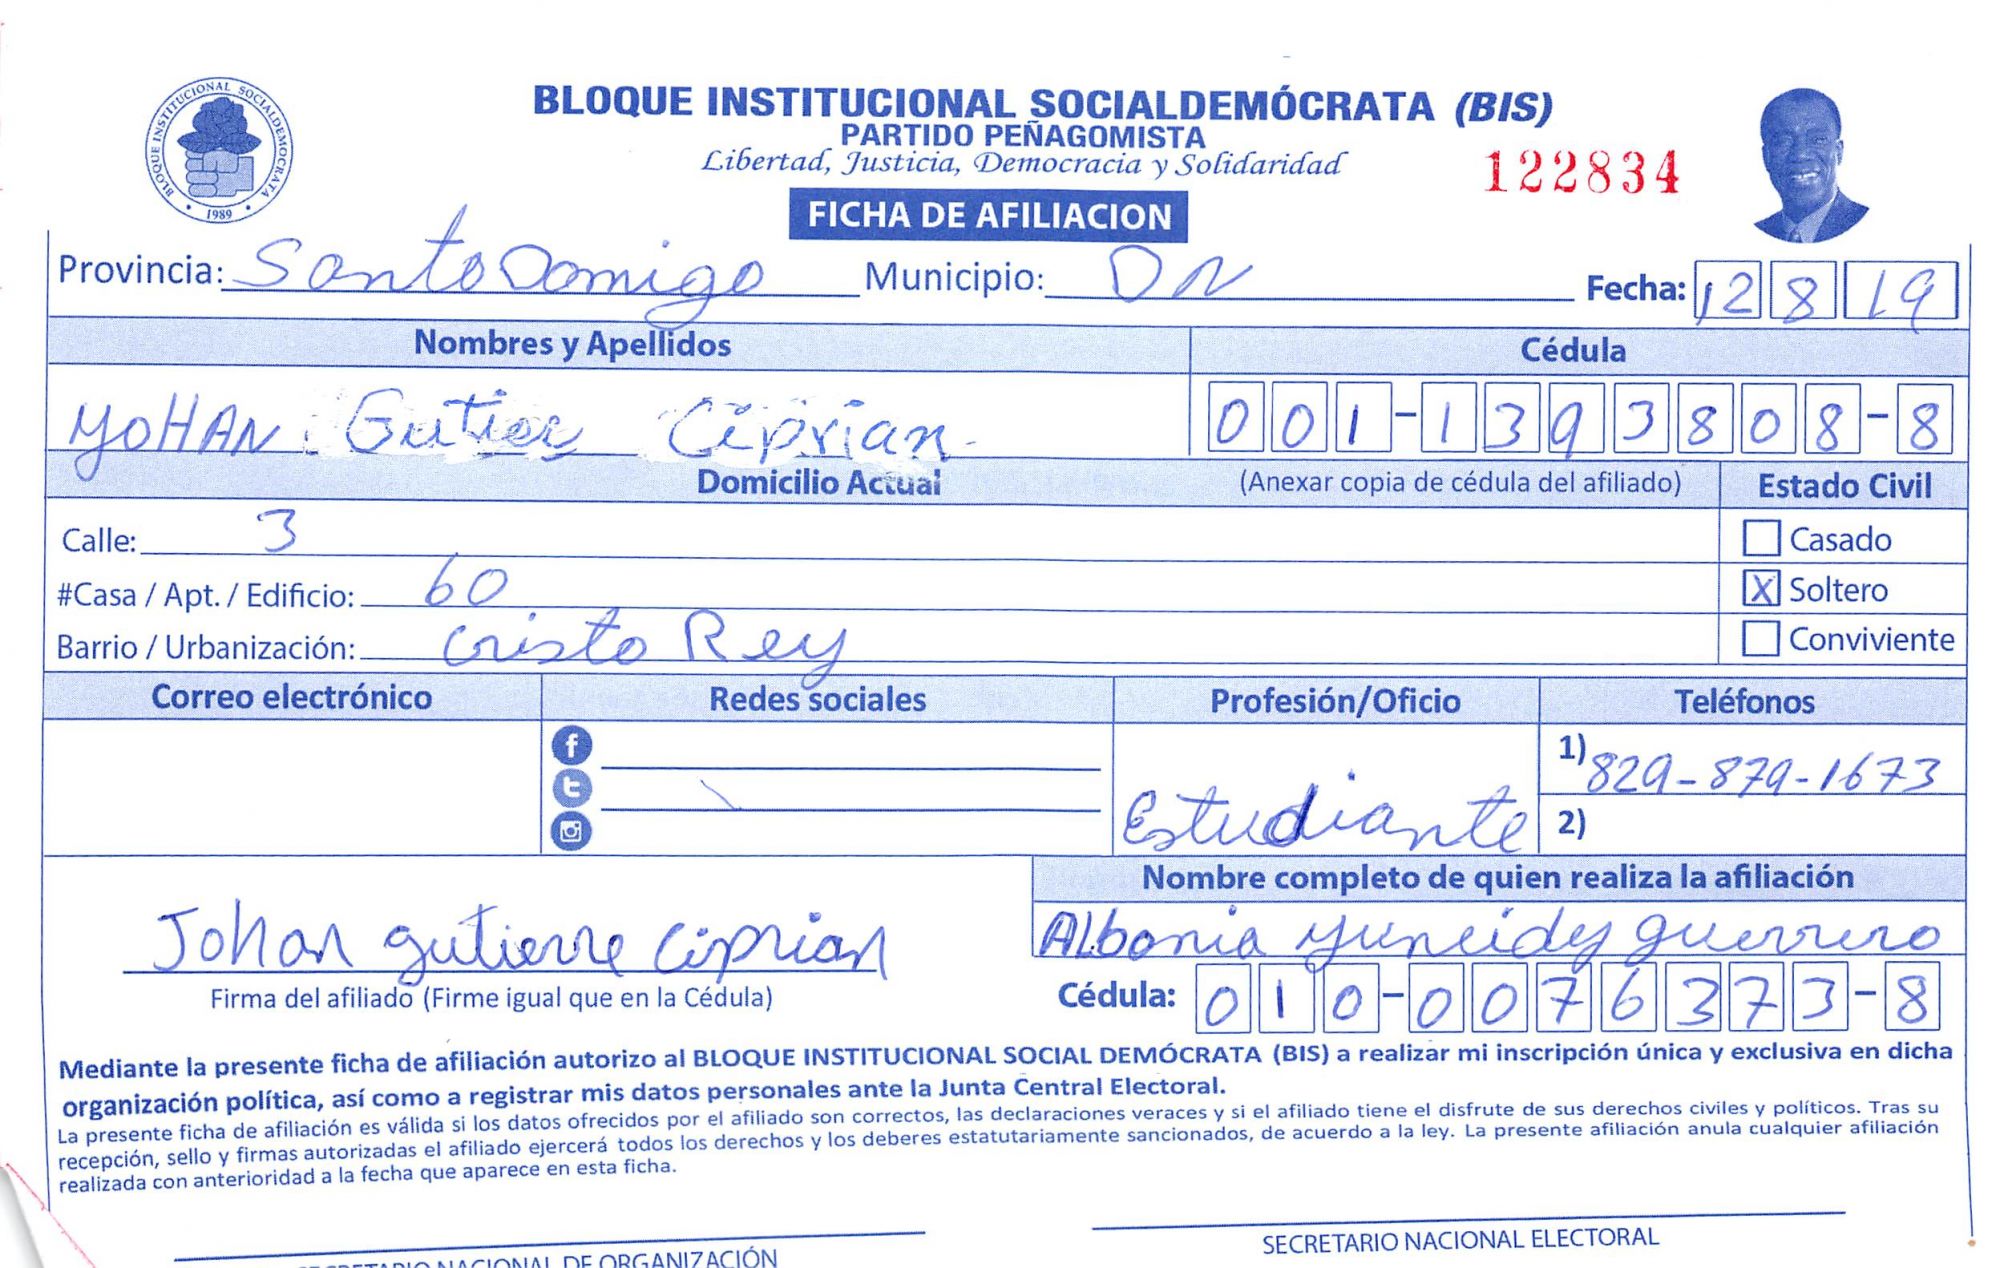 BLOQUE INSTITUCIONAL SOCIALDEMOCRATA
1989
BLOQUE INSTITUCIONAL SOCIALDEMÓCRATA (BIS)
PARTIDO PEÑAGOMISTA
Libertad, Justicia, Democracia y Solidaridad
122834
FICHA DE AFILIACION
Provincia: Santo Domigo Municipio: DN Fecha: 12 8 19
Nombres y Apellidos Cédula
YOHAN Gutier Ciprian 001-1393808-8
Domicilio Actual (Anexar copia de cédula del afiliado) Estado Civil
Calle: 3 Casado
#Casa / Apt. / Edificio: 60 X Soltero
Barrio / Urbanización: Cristo Rey Conviviente
Correo electrónico Redes sociales Profesión/Oficio Teléfonos
1) 829-879-1673
Estudiante 2)
Nombre completo de quien realiza la afiliación
Johan gutierre Ciprian ALbania yuneidy guerrero
Firma del afiliado (Firme igual que en la Cédula) Cédula: 010-0076373-8
Mediante la presente ficha de afiliación autorizo al BLOQUE INSTITUCIONAL SOCIAL DEMÓCRATA (BIS) a realizar mi inscripción única y exclusiva en dicha
organización política, así como a registrar mis datos personales ante la Junta Central Electoral.
La presente ficha de afiliación es válida si los datos ofrecidos por el afiliado son correctos, las declaraciones veraces y si el afiliado tiene el disfrute de sus derechos civiles y políticos. Tras su
recepción, sello y firmas autorizadas el afiliado ejercerá todos los derechos y los deberes estatutariamente sancionados, de acuerdo a la ley. La presente afiliación anula cualquier afiliación
realizada con anterioridad a la fecha que aparece en esta ficha.
SECRETARIO NACIONAL DE ORGANIZACIÓN SECRETARIO NACIONAL ELECTORAL